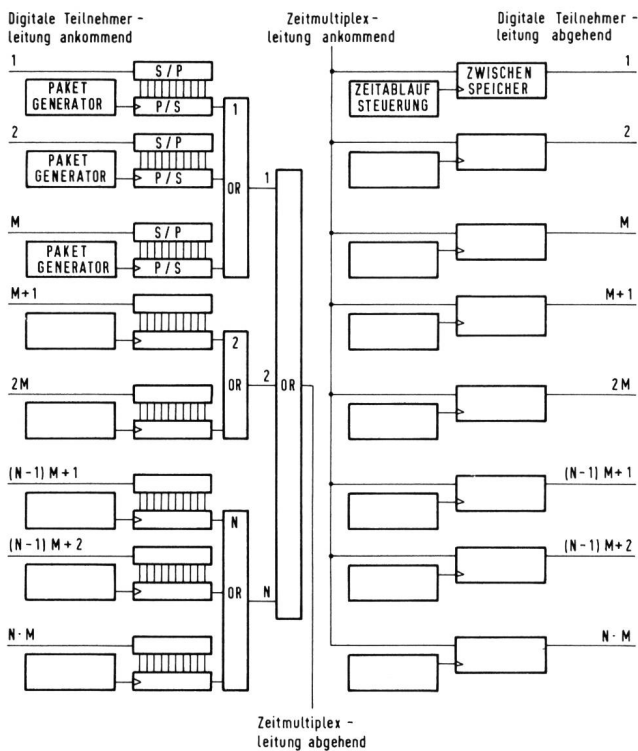 Digitale Teilnehmer -
leitung ankommend
Zeitmultiplex -
leitung ankommend
Digitale Teilnehmer -
leitung abgehend
1
S/P
PAKET
GENERATOR
P/S
1
2
S/P
PAKET
GENERATOR
P/S
OR
M
S/P
PAKET
GENERATOR
P/S
M+1
2
2M
OR
(N-1) M+1
N
(N-1) M+2
OR
N·M
1
2
OR
N
Zeitmultiplex -
leitung abgehend
ZEITABLAUF
STEUERUNG
ZWISCHEN
SPEICHER
1
2
M
M+1
2M
(N-1) M+1
(N-1) M+2
N·M